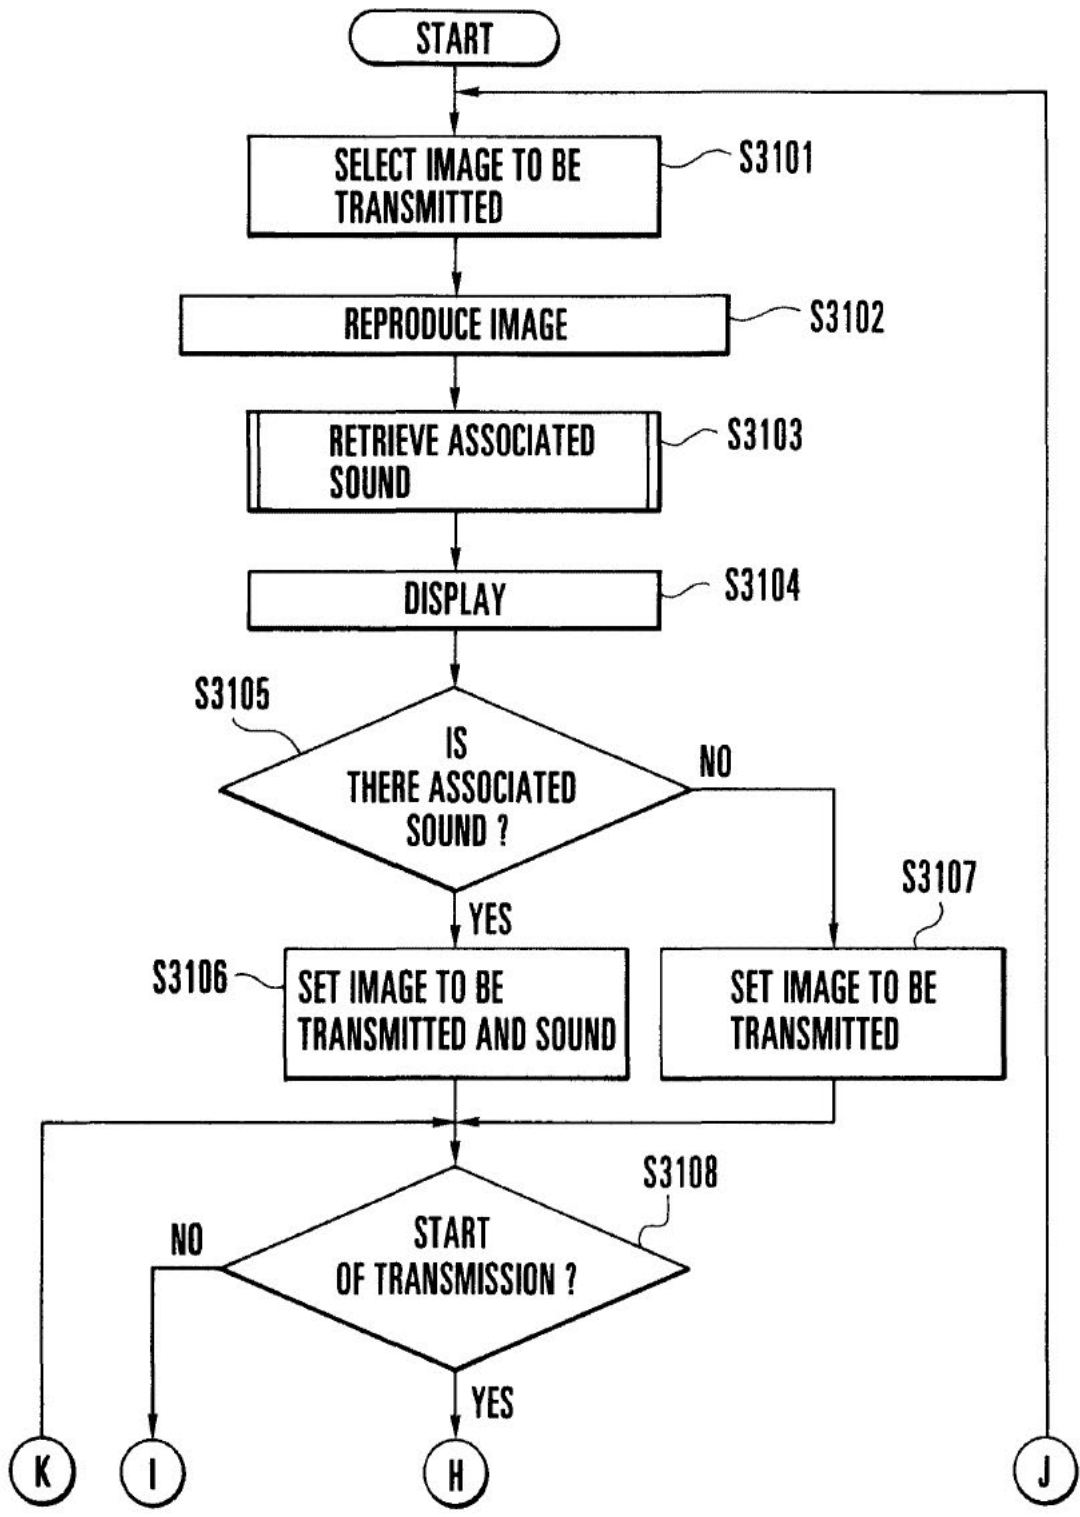 START
SELECT IMAGE TO BE
TRANSMITTED
S3101
REPRODUCE IMAGE
S3102
RETRIEVE ASSOCIATED
SOUND
S3103
DISPLAY
S3104
S3105
IS
THERE ASSOCIATED
SOUND ?
NO
YES
S3106
SET IMAGE TO BE
TRANSMITTED AND SOUND
S3107
SET IMAGE TO BE
TRANSMITTED
S3108
START
OF TRANSMISSION ?
NO
YES
K
I
H
J